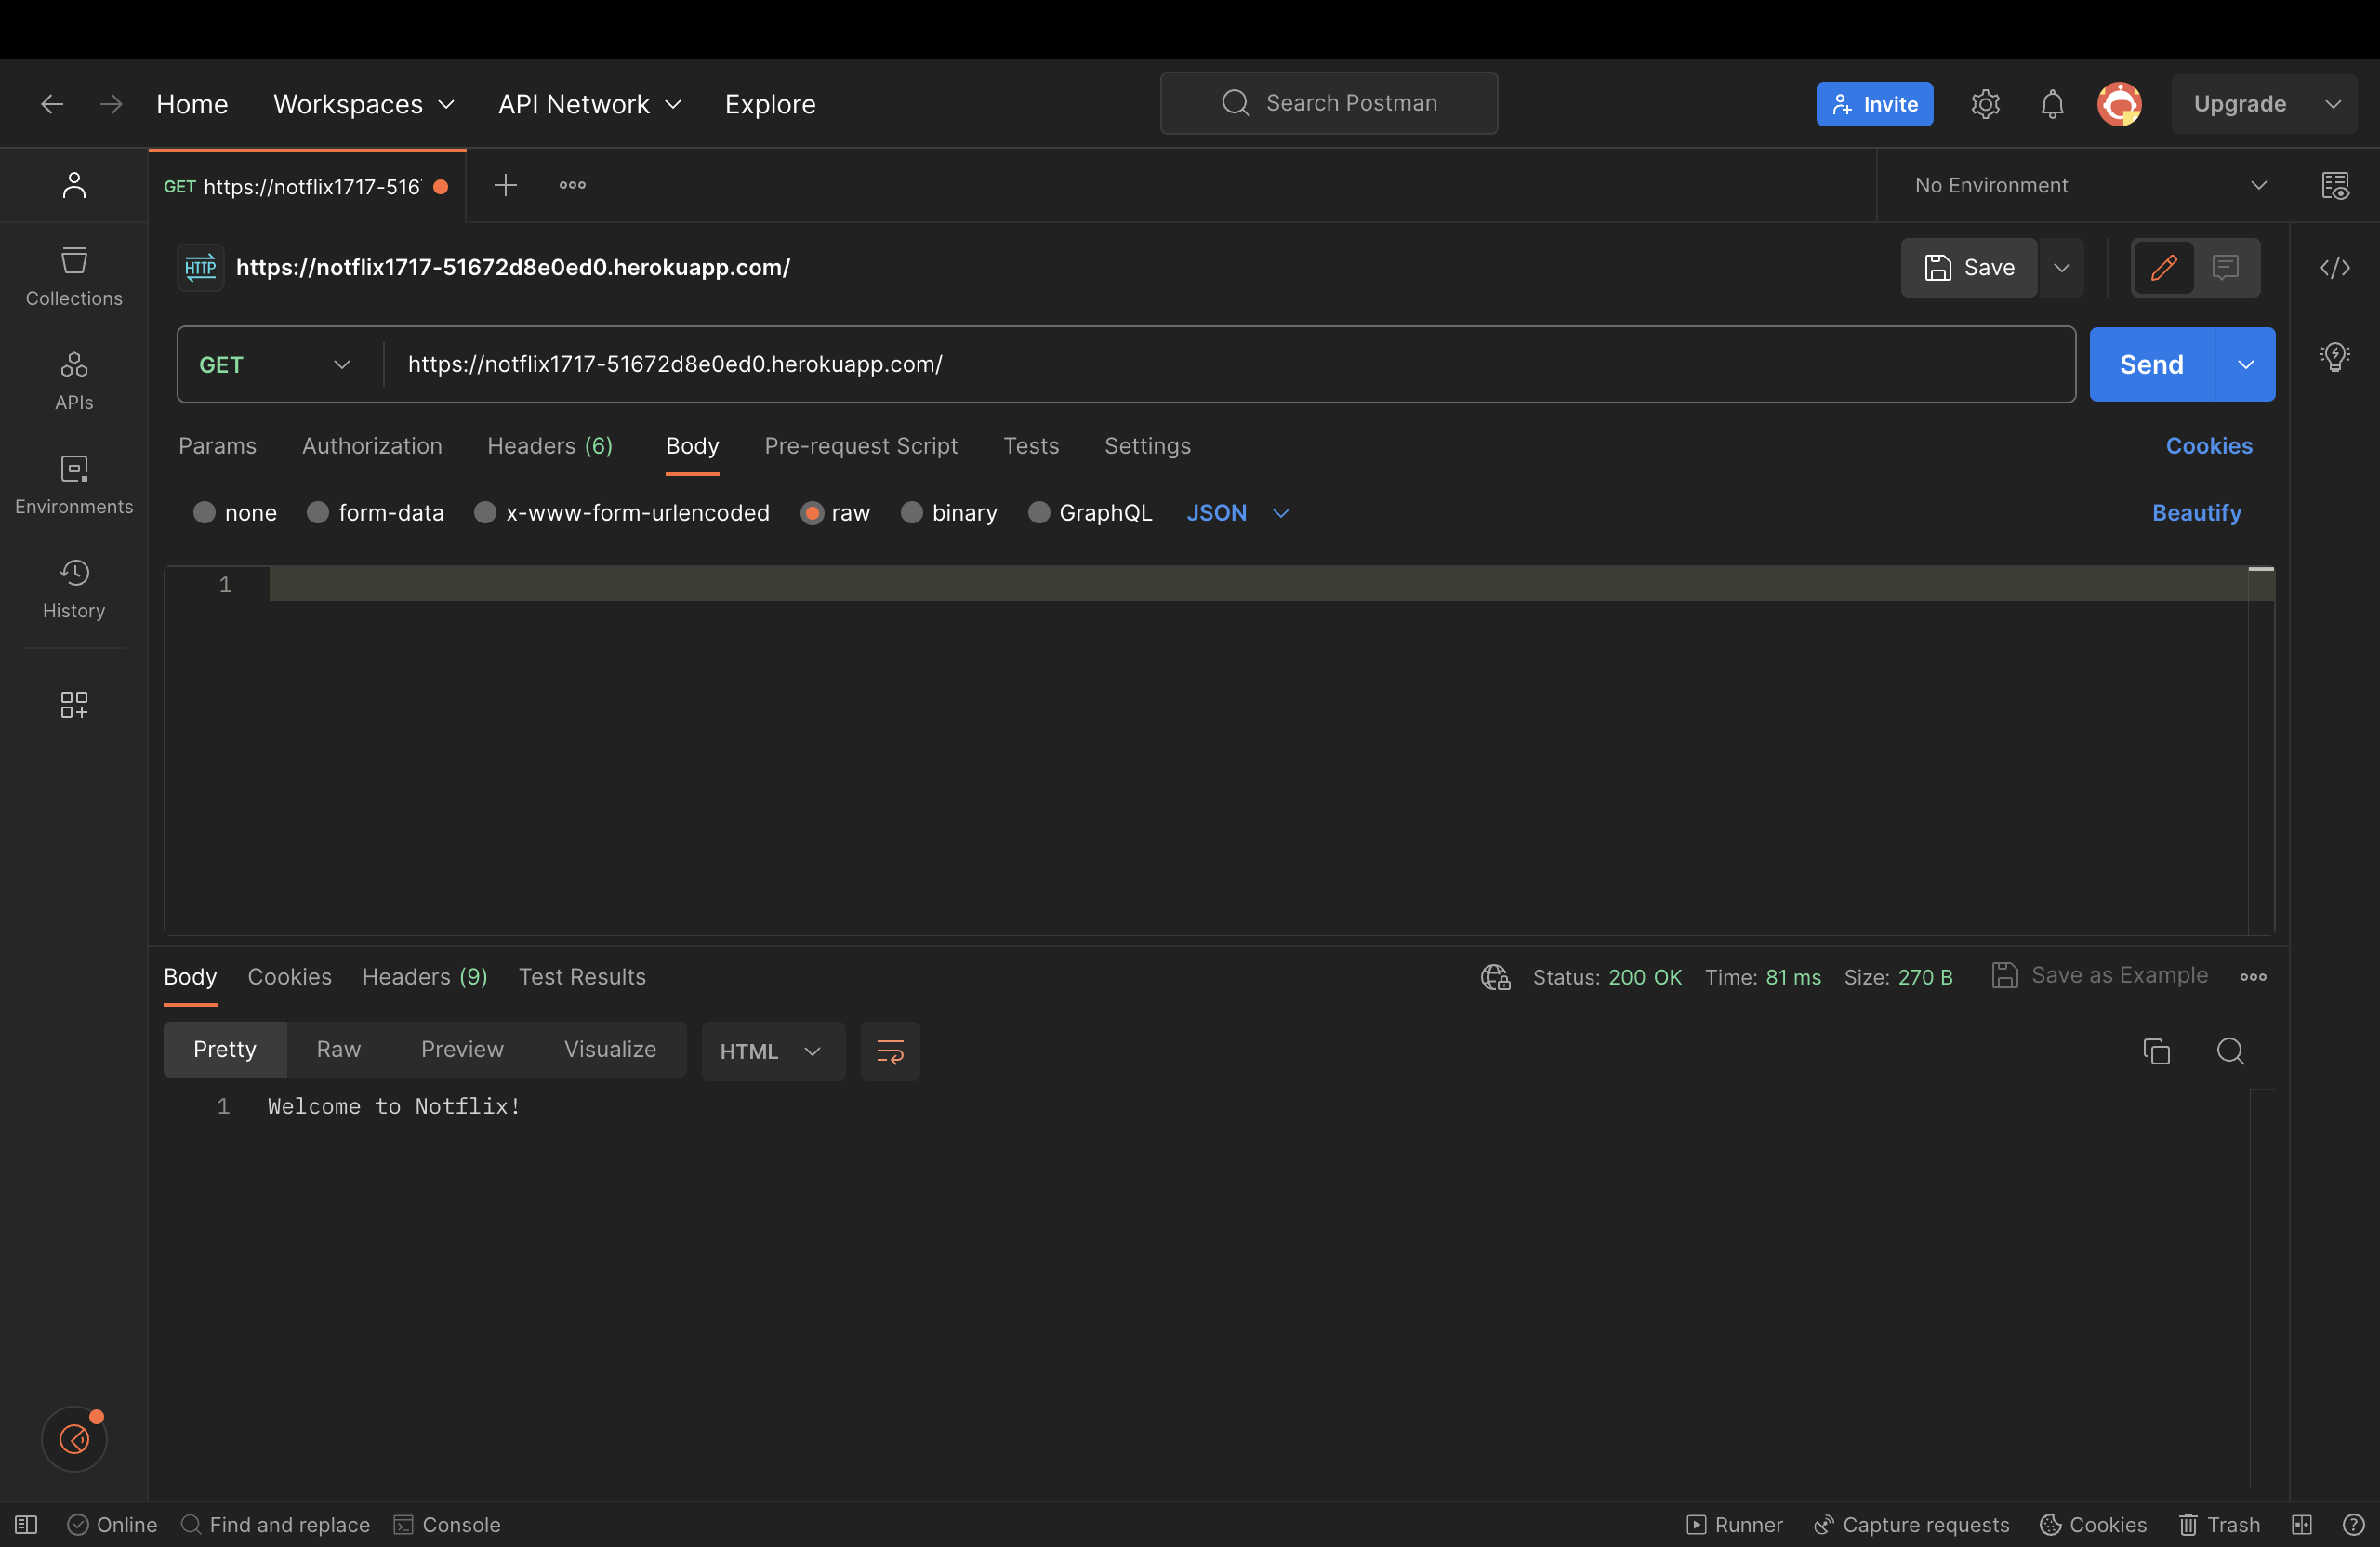 Home Workspaces API Network Explore Search Postman Invite Upgrade
GET https://notflix1717-516 No Environment
HTTP https://notflix1717-51672d8e0ed0.herokuapp.com/ Save
GET https://notflix1717-51672d8e0ed0.herokuapp.com/ Send
Params Authorization Headers (6) Body Pre-request Script Tests Settings Cookies
none form-data x-www-form-urlencoded raw binary GraphQL JSON Beautify
1
Collections
APIs
Environments
History
Body Cookies Headers (9) Test Results Status: 200 OK Time: 81 ms Size: 270 B Save as Example
Pretty Raw Preview Visualize HTML
1 Welcome to Notflix!
Online Find and replace Console Runner Capture requests Cookies Trash